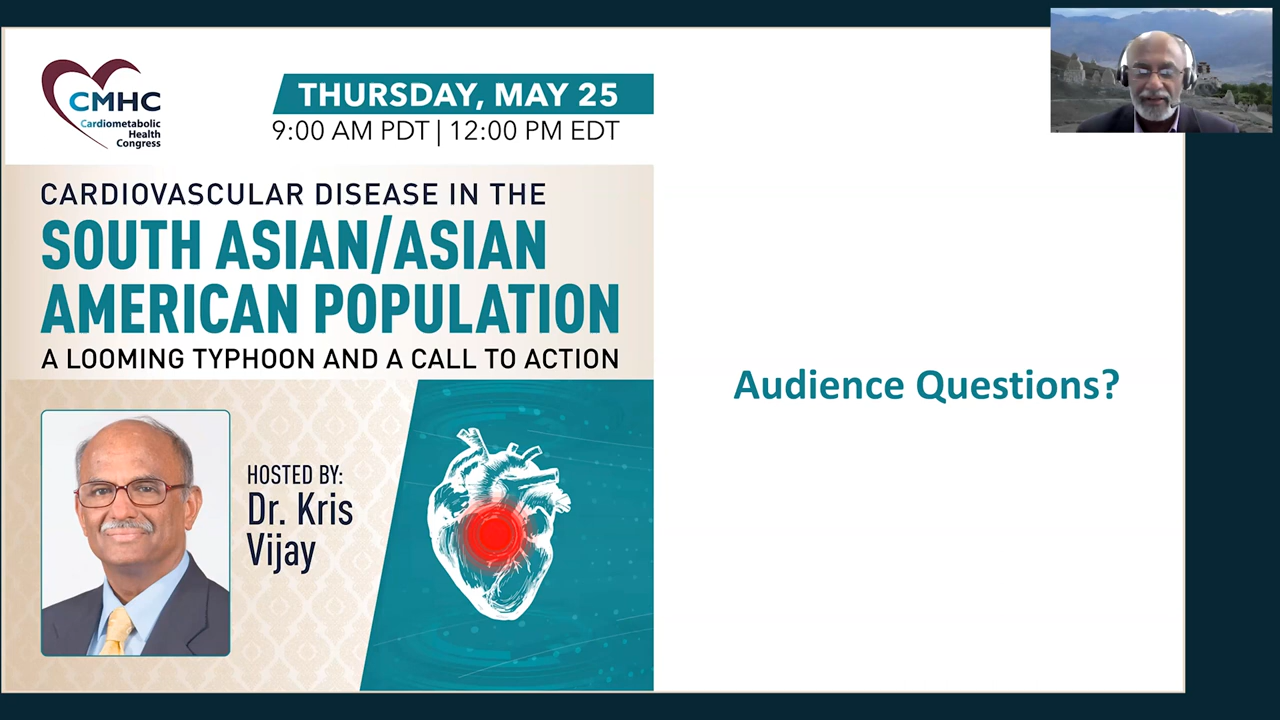 CMHC
Cardiometabolic
Health
Congress
THURSDAY, MAY 25
9:00 AM PDT | 12:00 PM EDT
CARDIOVASCULAR DISEASE IN THE
SOUTH ASIAN/ASIAN
AMERICAN POPULATION
A LOOMING TYPHOON AND A CALL TO ACTION
HOSTED BY:
Dr. Kris
Vijay
Audience Questions?